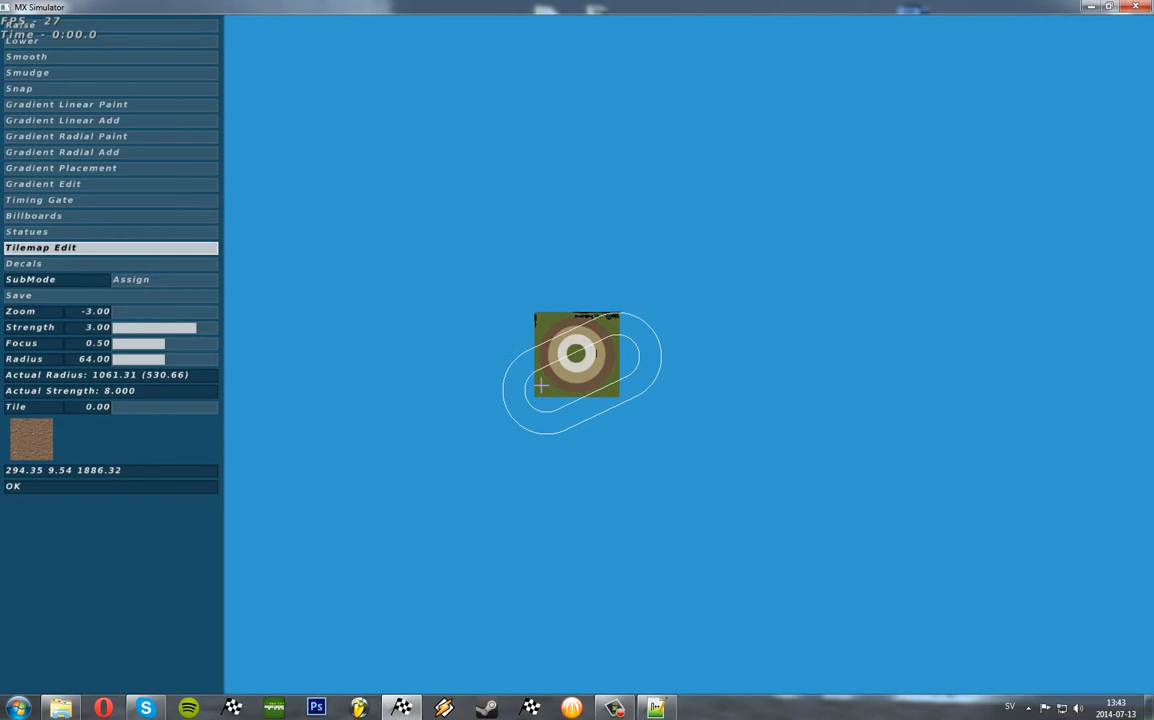 MX Simulator
FPS - 27
Raise
Time - 0:00.0
Lower
Smooth
Smudge
Snap
Gradient Linear Paint
Gradient Linear Add
Gradient Radial Paint
Gradient Radial Add
Gradient Placement
Gradient Edit
Timing Gate
Billboards
Statues
Tilemap Edit
Decals
SubMode Assign
Save
Zoom -3.00
Strength 3.00
Focus 0.50
Radius 64.00
Actual Radius: 1061.31 (530.66)
Actual Strength: 8.000
Tile 0.00
294.35 9.54 1886.32
OK
Ps
SV
13:43
2014-07-13